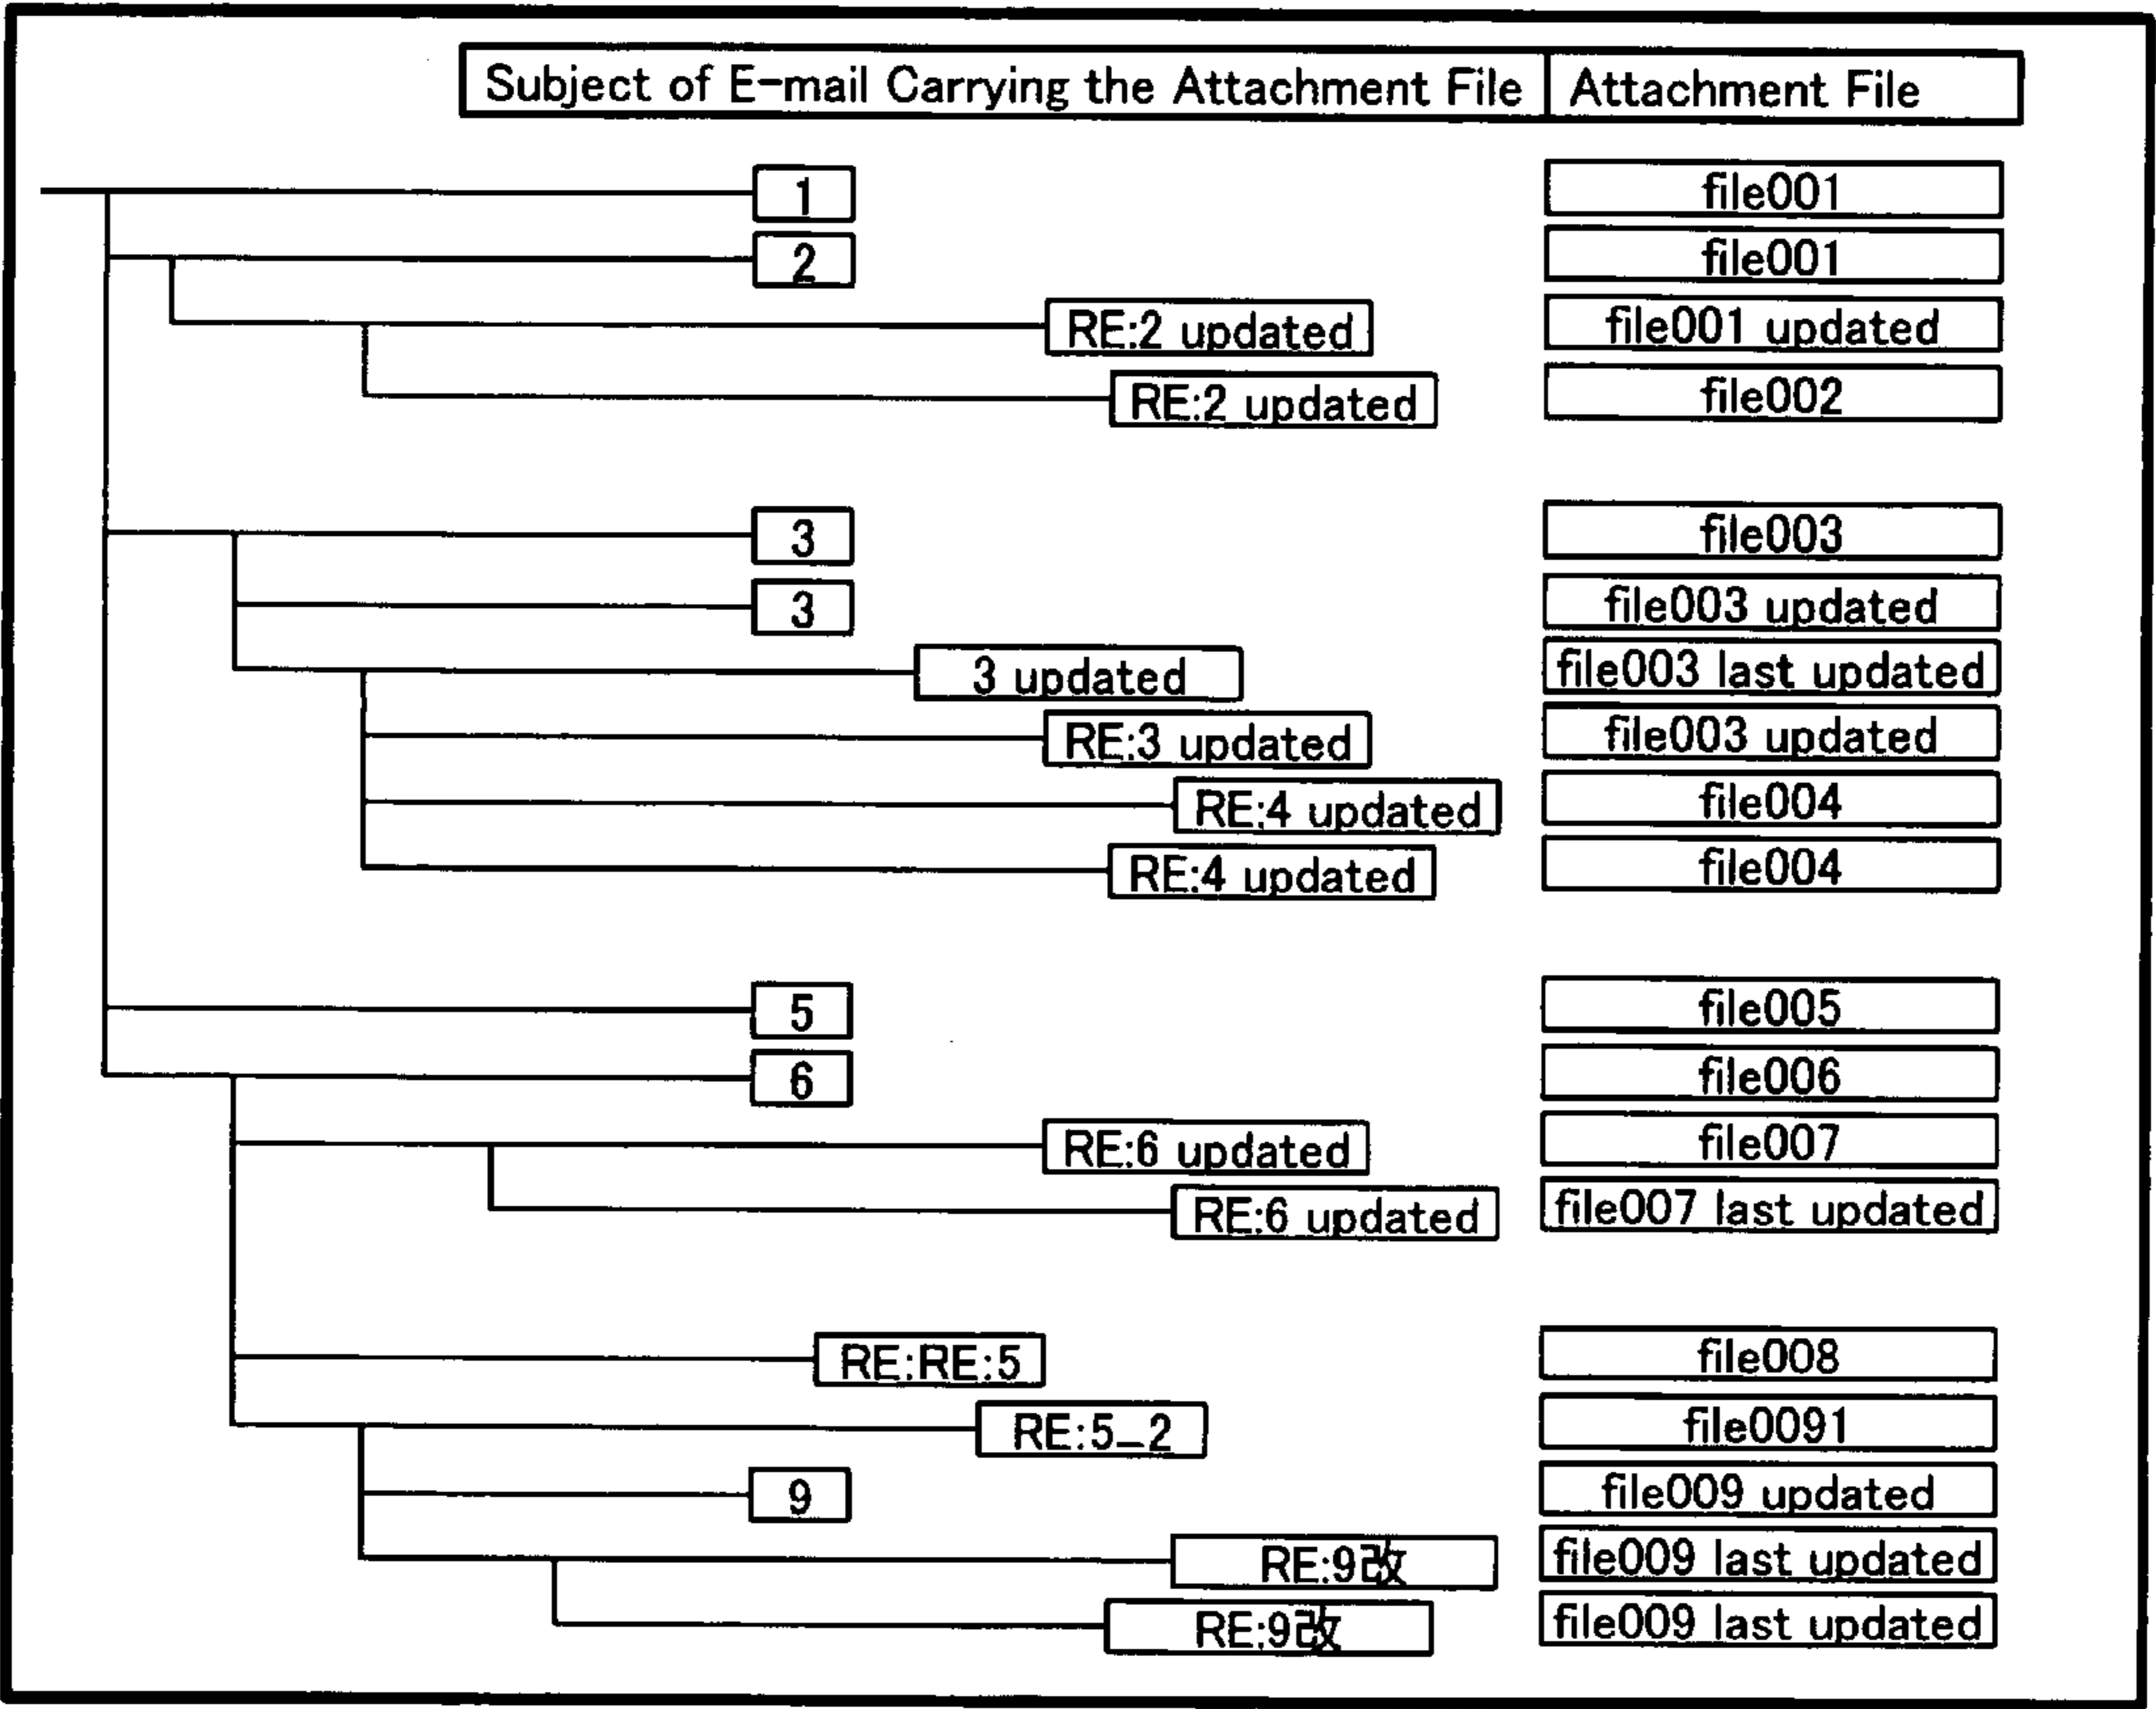 Subject of E-mail Carrying the Attachment File Attachment File
1 file001
2 file001
RE:2 updated file001 updated
RE:2 updated file002
3 file003
3 file003 updated
3 updated file003 last updated
RE:3 updated file003 updated
RE:4 updated file004
RE:4 updated file004
5 file005
6 file006
RE:6 updated file007
RE:6 updated file007 last updated
RE:RE:5 file008
RE:5_2 file0091
9 file009 updated
RE:9改 file009 last updated
RE:9改 file009 last updated